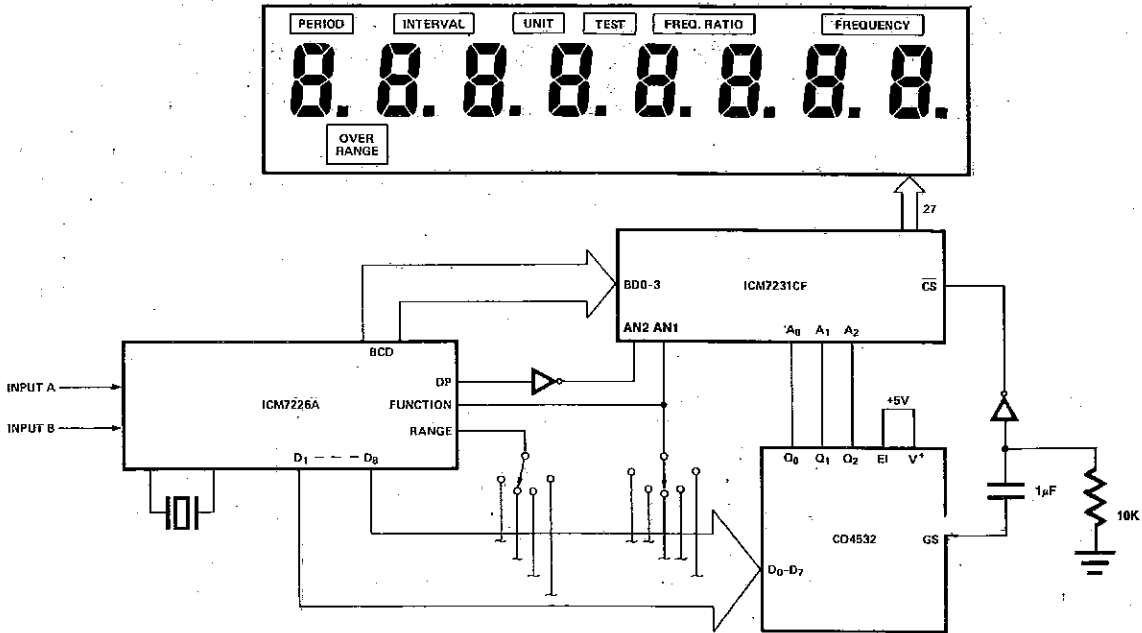 PERIOD INTERVAL UNIT TEST FREQ. RATIO FREQUENCY
8.8.8.8.8.8.8.8.
OVER
RANGE
27
BD0-3 ICM7231CF CS
AN2 AN1 A0 A1 A2
BCD
INPUT A
INPUT B
ICM7226A
DP
FUNCTION
RANGE
D1 – – – D8
+5V
Q0 Q1 Q2 EI V+
1µF
10K
CD4532 GS
D0-D7